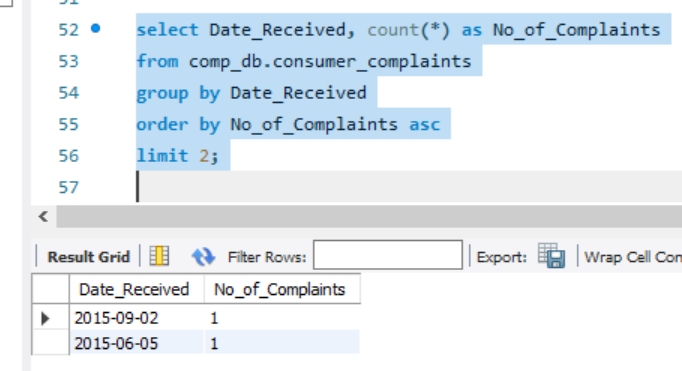 52 select Date_Received, count(*) as No_of_Complaints
53 from comp_db.consumer_complaints
54 group by Date_Received
55 order by No_of_Complaints asc
56 limit 2;
57
Result Grid Filter Rows: Export: Wrap Cell Con
Date_Received No_of_Complaints
2015-09-02 1
2015-06-05 1